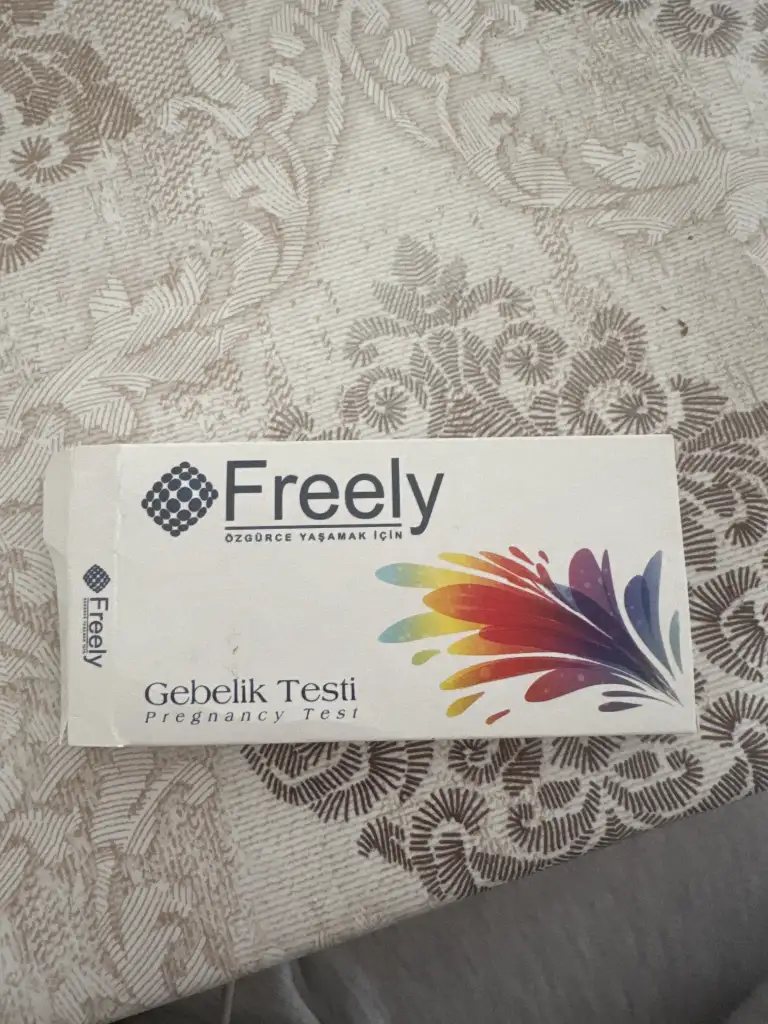 Freely
ÖZGÜRCE YAŞAMAK İÇİN
Freely
Gebelik Testi
Pregnancy Test